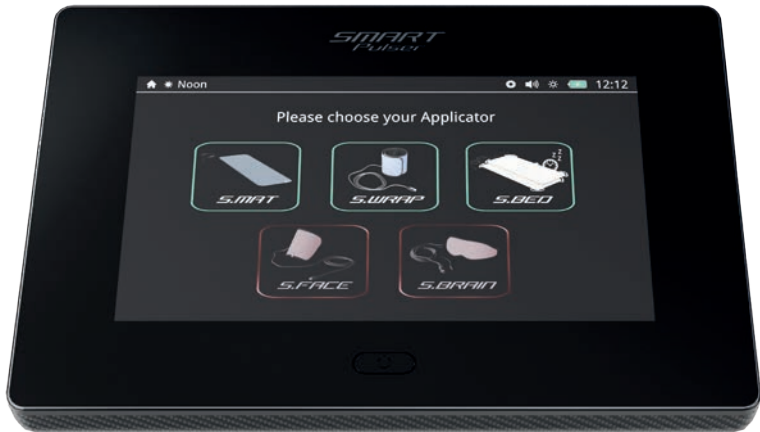 SMART
Pulser
Noon
12:12
Please choose your Applicator
S.MAT
S.WRAP
S.BED
S.FACE
S.BRAIN